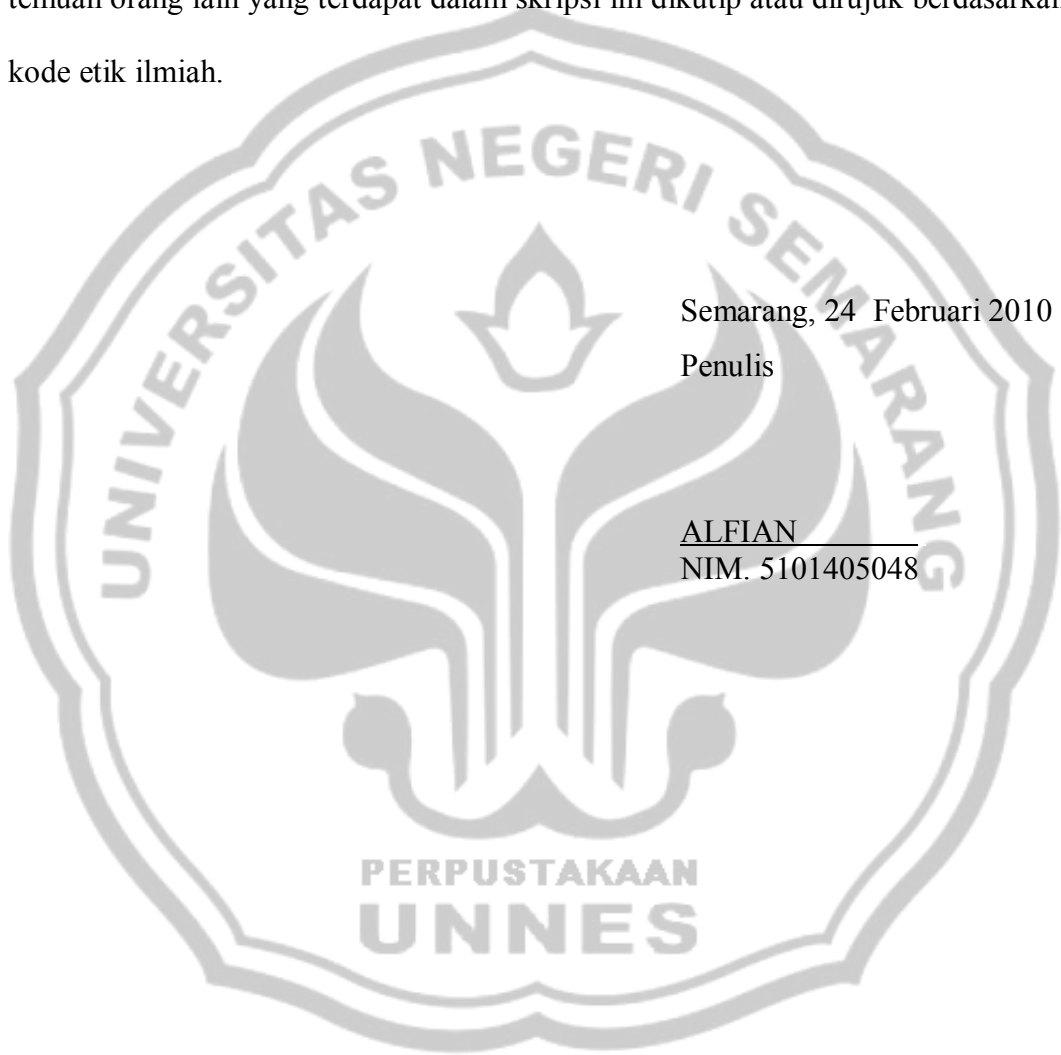 temuan orang lain yang terdapat dalam skripsi ini dikutip atau dirujuk berdasarkan
kode etik ilmiah.
UNIVERSITAS NEGERI SEMARANG
Semarang, 24 Februari 2010
Penulis
ALFIAN
NIM. 5101405048
PERPUSTAKAAN
UNNES